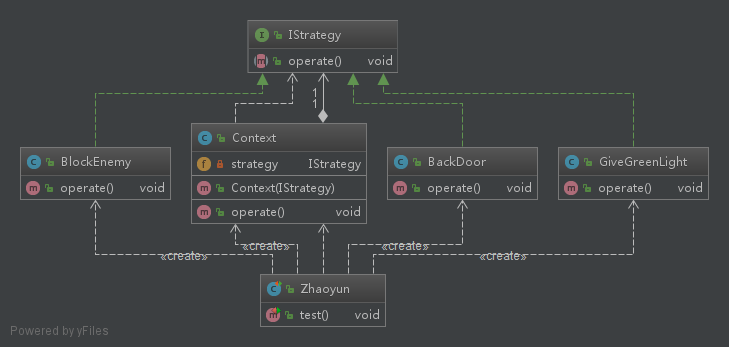 I IStrategy
m operate() void
1
1
C Context
f strategy IStrategy
m Context(IStrategy)
m operate() void
C BlockEnemy
m operate() void
C BackDoor
m operate() void
C GiveGreenLight
m operate() void
«create»
«create»
«create»
«create»
C Zhaoyun
m test() void
Powered by yFiles